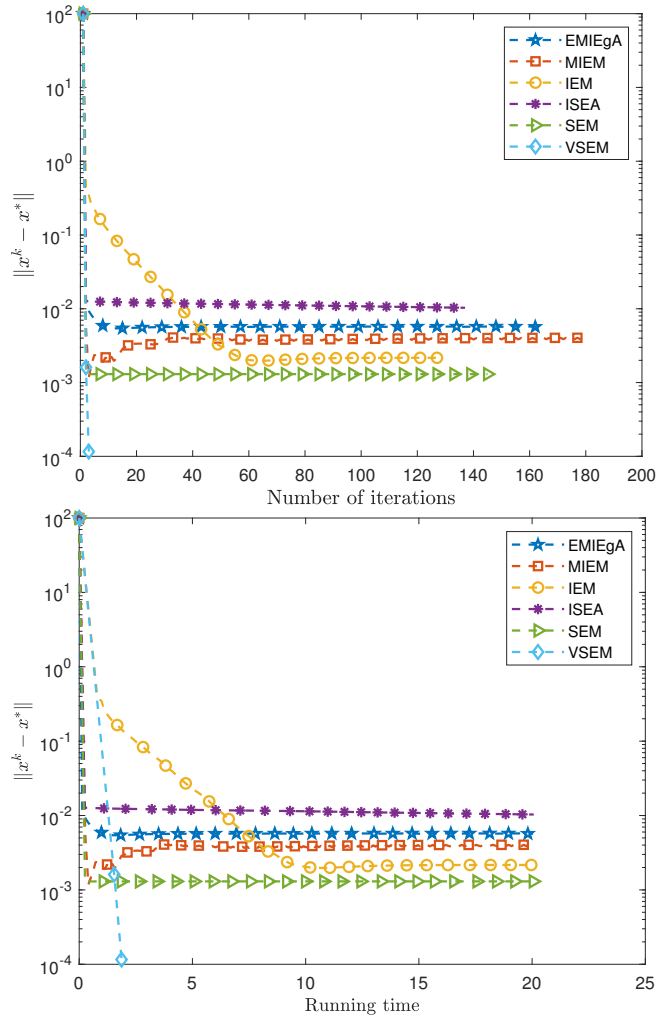 10^2
10^1
10^0
10^-1
10^-2
10^-3
10^-4
||x^k − x^*||
EMIEgA
MIEM
IEM
ISEA
SEM
VSEM
0 20 40 60 80 100 120 140 160 180 200
Number of iterations
10^2
10^1
10^0
10^-1
10^-2
10^-3
10^-4
||x^k − x^*||
EMIEgA
MIEM
IEM
ISEA
SEM
VSEM
0 5 10 15 20 25
Running time